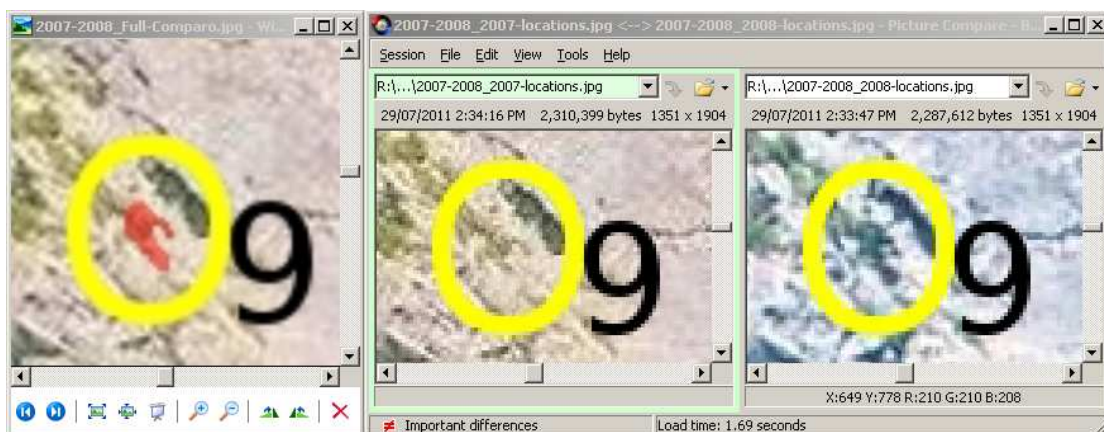 2007-2008_Full-Comparo.jpg - Wi...
9
2007-2008_2007-locations.jpg <--> 2007-2008_2008-locations.jpg - Picture Compare - B...
Session File Edit View Tools Help
R:\...\2007-2008_2007-locations.jpg
29/07/2011 2:34:16 PM 2,310,399 bytes 1351 x 1904
9
R:\...\2007-2008_2008-locations.jpg
29/07/2011 2:33:47 PM 2,287,612 bytes 1351 x 1904
9
X:649 Y:778 R:210 G:210 B:208
Important differences
Load time: 1.69 seconds